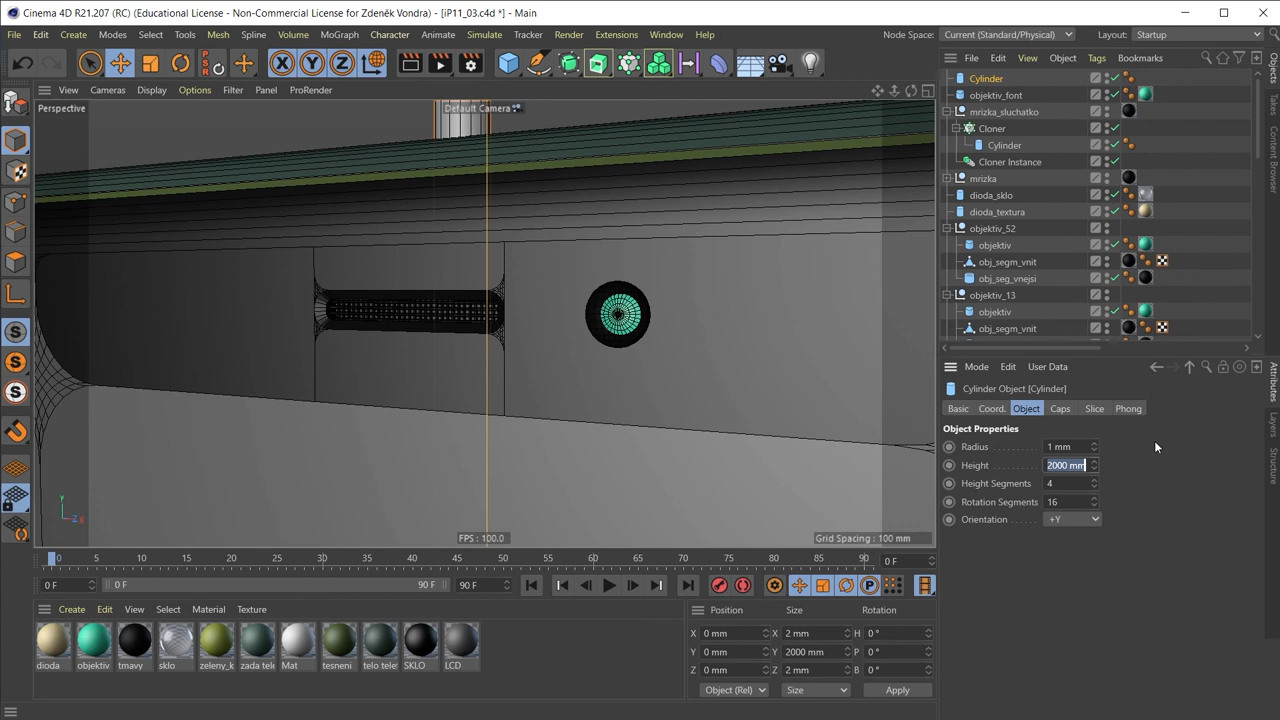 Cinema 4D R21.207 (RC) (Educational License - Non-Commercial License for Zdeněk Vondra) - [iP11_03.c4d *] - Main
File Edit Create Modes Select Tools Mesh Spline Volume MoGraph Character Animate Simulate Tracker Render Extensions Window Help Node Space: Current (Standard/Physical) Layout: Startup
PSR
0
X Y Z
View Cameras Display Options Filter Panel ProRender
File Edit View Object Tags Bookmarks
Perspective
Default Camera
Cylinder
objektiv_font
mrizka_sluchatko
Cloner
Cylinder
Cloner Instance
mrizka
dioda_sklo
dioda_textura
objektiv_52
objektiv
obj_segm_vnit
obj_seg_vnejsi
objektiv_13
objektiv
obj_segm_vnit
Objects
Takes
Content Browser
Attributes
Layers
Structure
Mode Edit User Data
Cylinder Object [Cylinder]
Basic Coord. Object Caps Slice Phong
Object Properties
Radius 1 mm
Height 2000 mm
Height Segments 4
Rotation Segments 16
Orientation +Y
Y
Z X
FPS : 100.0
Grid Spacing : 100 mm
0 5 10 15 20 25 30 35 40 45 50 55 60 65 70 75 80 85 90 0 F
0 F 0 F 90 F 90 F
Create Edit View Select Material Texture
dioda objektiv tmavy sklo zeleny_k zada tele Mat tesneni telo tele SKLO LCD
Position Size Rotation
X 0 mm X 2 mm H 0 °
Y 0 mm Y 2000 mm P 0 °
Z 0 mm Z 2 mm B 0 °
Object (Rel) Size Apply